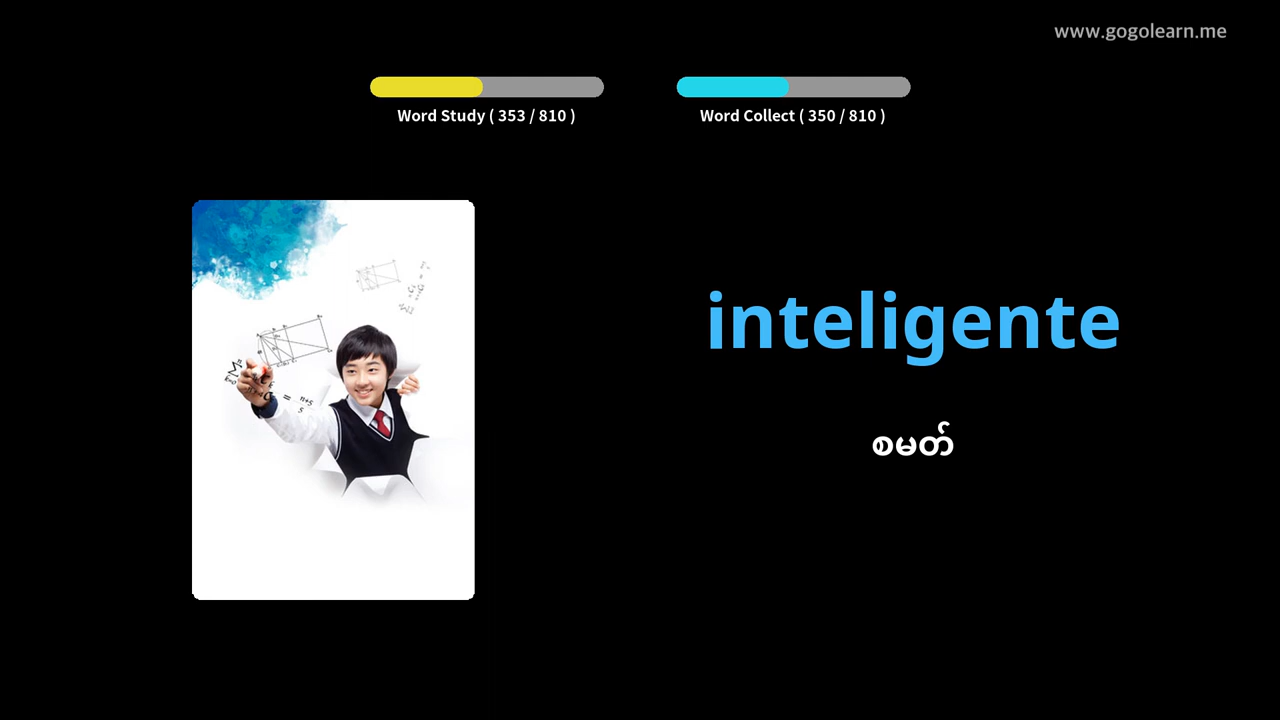 www.gogolearn.me
Word Study ( 353 / 810 )
Word Collect ( 350 / 810 )
inteligente
စမတ်